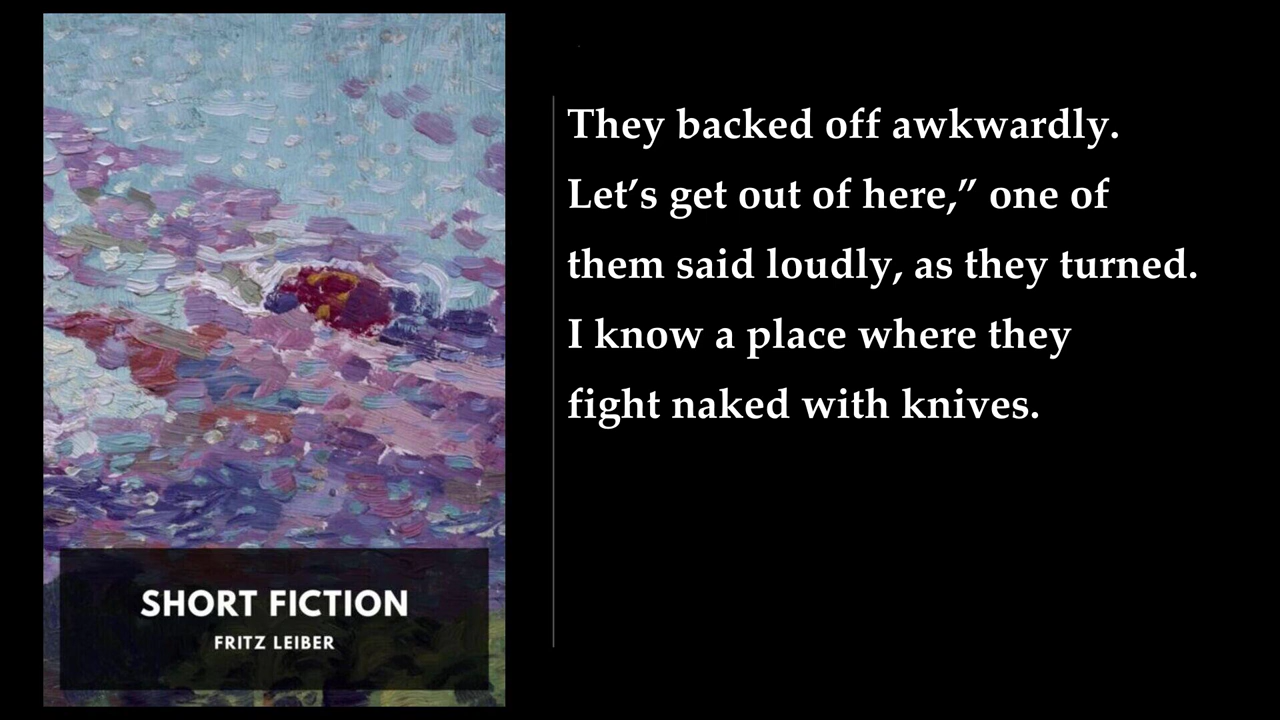 They backed off awkwardly.
Let’s get out of here,” one of
them said loudly, as they turned.
I know a place where they
fight naked with knives.
SHORT FICTION
FRITZ LEIBER